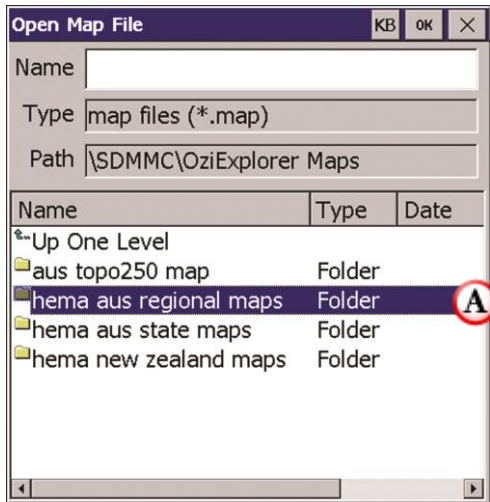 Open Map File KB OK X
Name
Type map files (*.map)
Path \SDMMC\OziExplorer Maps
Name Type Date
Up One Level
aus topo250 map Folder
hema aus regional maps Folder A
hema aus state maps Folder
hema new zealand maps Folder